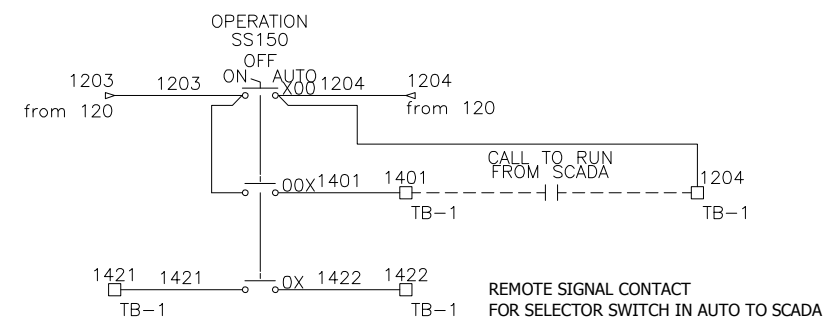 OPERATION
SS150
OFF
ON AUTO
1203 1203 X00 1204 1204
from 120 from 120
CALL TO RUN
FROM SCADA
00X 1401 1401 1204
TB-1 TB-1
1421 1421 0X 1422 1422
TB-1 TB-1
REMOTE SIGNAL CONTACT
FOR SELECTOR SWITCH IN AUTO TO SCADA